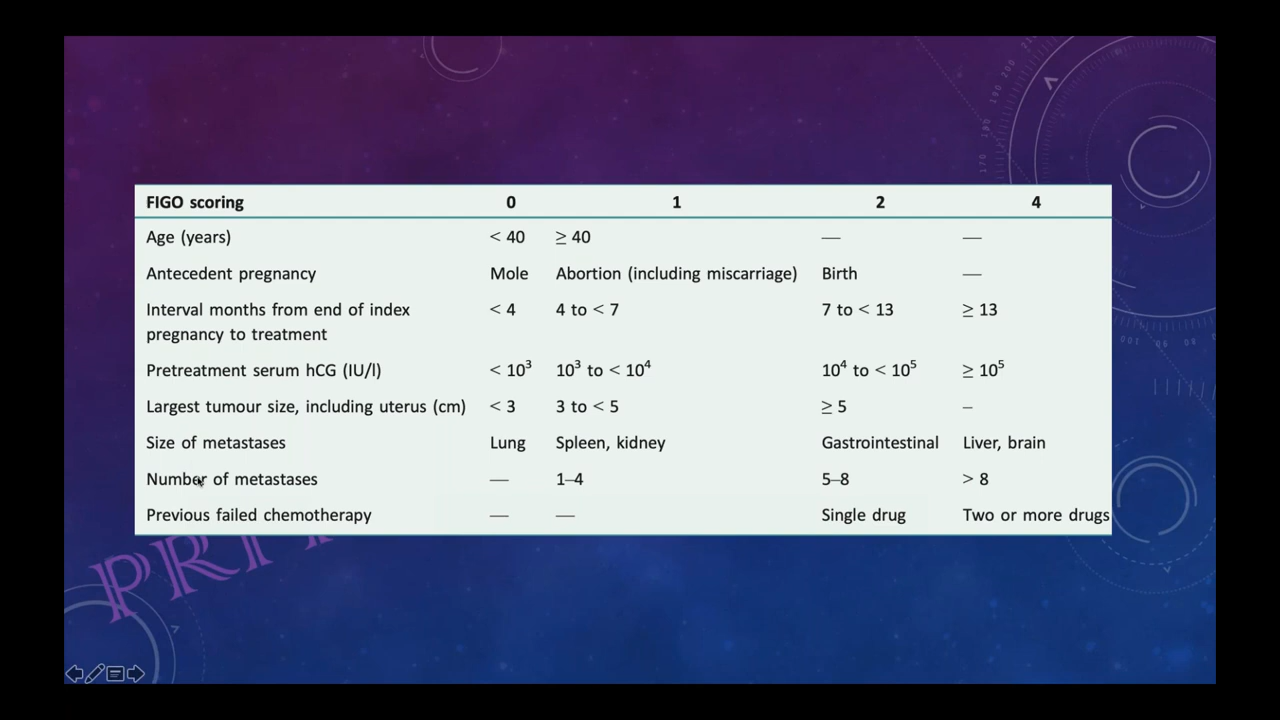 FIGO scoring 0 1 2 4
Age (years) < 40 ≥ 40 — —
Antecedent pregnancy Mole Abortion (including miscarriage) Birth —
Interval months from end of index < 4 4 to < 7 7 to < 13 ≥ 13
pregnancy to treatment
Pretreatment serum hCG (IU/l) < 10³ 10³ to < 10⁴ 10⁴ to < 10⁵ ≥ 10⁵
Largest tumour size, including uterus (cm) < 3 3 to < 5 ≥ 5 –
Size of metastases Lung Spleen, kidney Gastrointestinal Liver, brain
Number of metastases — 1–4 5–8 > 8
Previous failed chemotherapy — — Single drug Two or more drugs